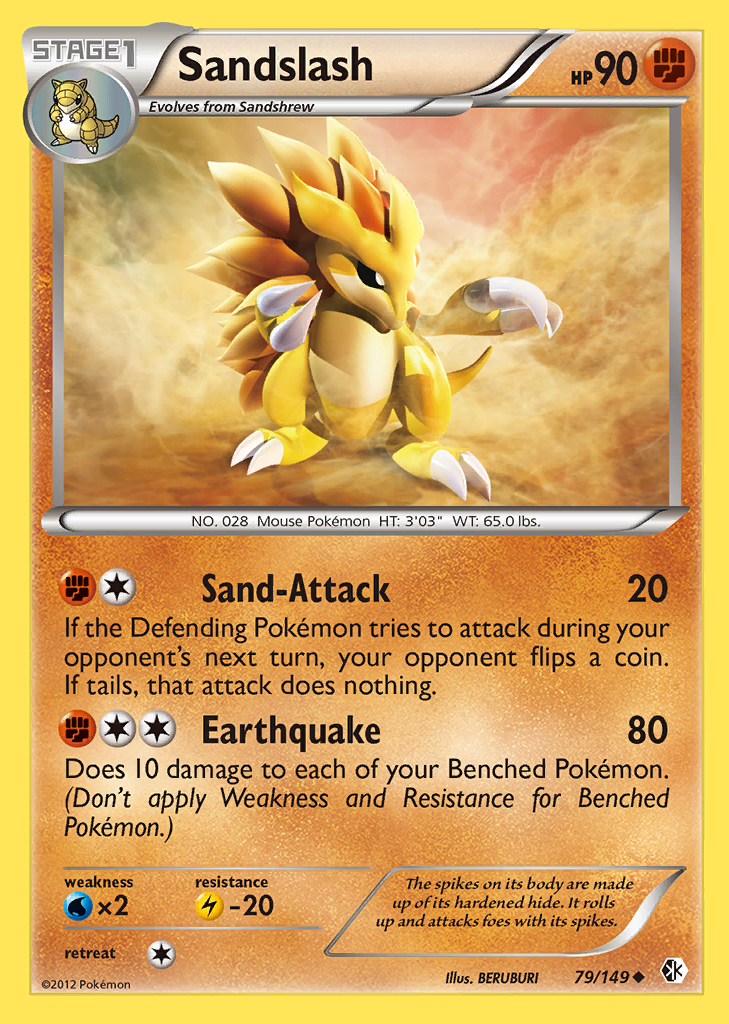 STAGE1
Sandslash
HP 90
Evolves from Sandshrew
NO. 028 Mouse Pokémon HT: 3'03" WT: 65.0 lbs.
Sand-Attack 20
If the Defending Pokémon tries to attack during your
opponent's next turn, your opponent flips a coin.
If tails, that attack does nothing.
Earthquake 80
Does 10 damage to each of your Benched Pokémon.
(Don't apply Weakness and Resistance for Benched
Pokémon.)
weakness resistance
×2 -20
The spikes on its body are made
up of its hardened hide. It rolls
up and attacks foes with its spikes.
retreat
©2012 Pokémon
Illus. BERUBURI 79/149